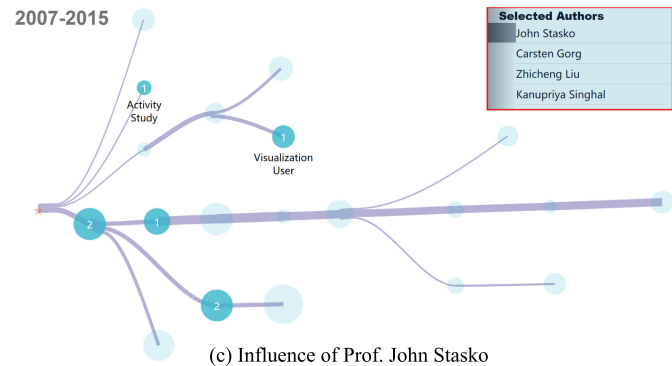 2007-2015
Selected Authors
John Stasko
Carsten Gorg
Zhicheng Liu
Kanupriya Singhal
1
Activity
Study
1
Visualization
User
2
1
2
(c) Influence of Prof. John Stasko